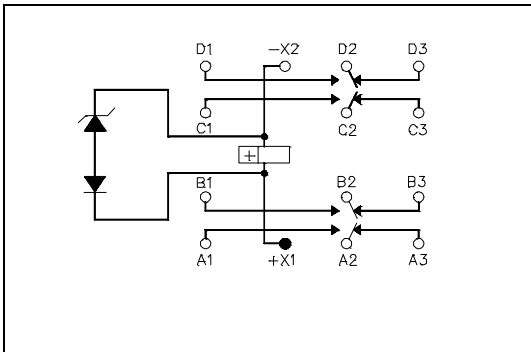 D1 -X2 D2 D3
C1 C2 C3
+
B1 B2 B3
A1 +X1 A2 A3